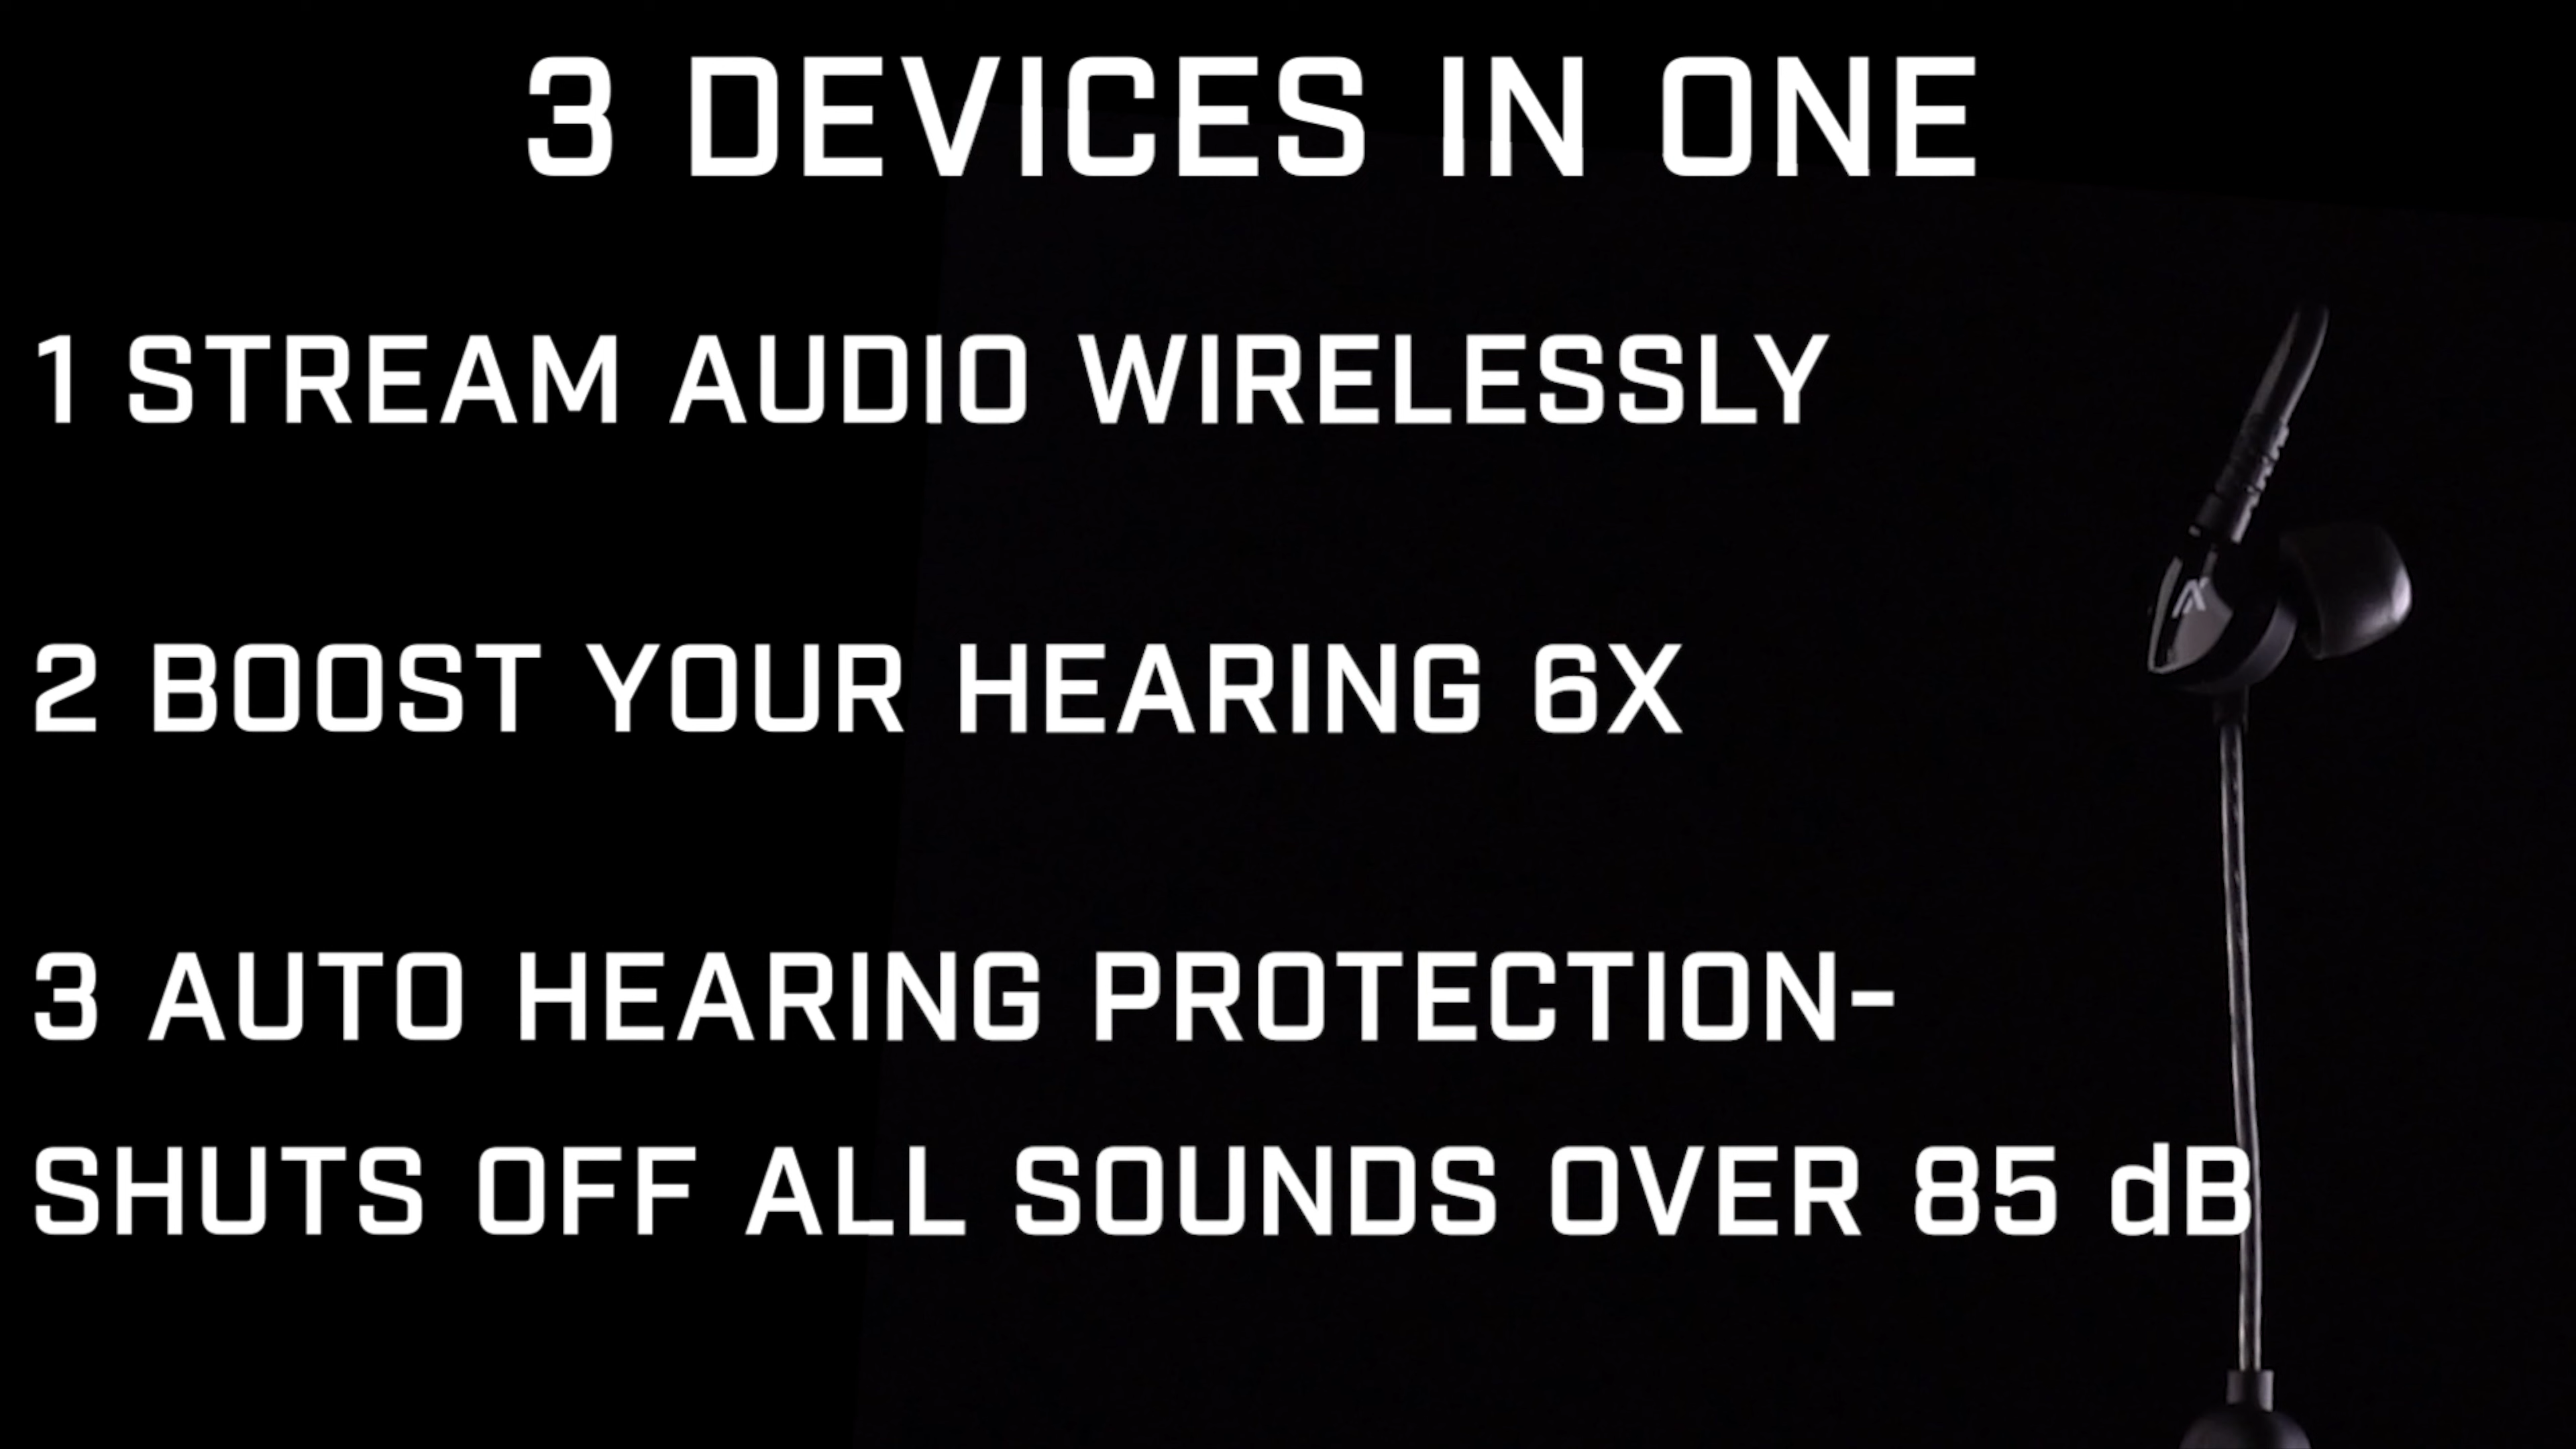 3 DEVICES IN ONE
1 STREAM AUDIO WIRELESSLY
2 BOOST YOUR HEARING 6X
3 AUTO HEARING PROTECTION-
SHUTS OFF ALL SOUNDS OVER 85 dB